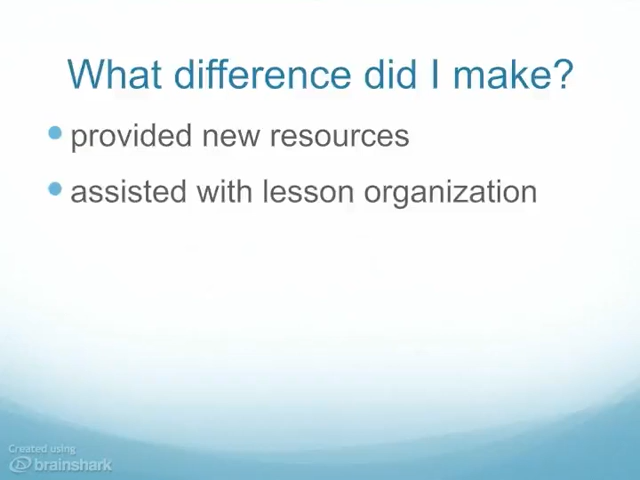 What difference did I make?
provided new resources
assisted with lesson organization
Created using
brainshark